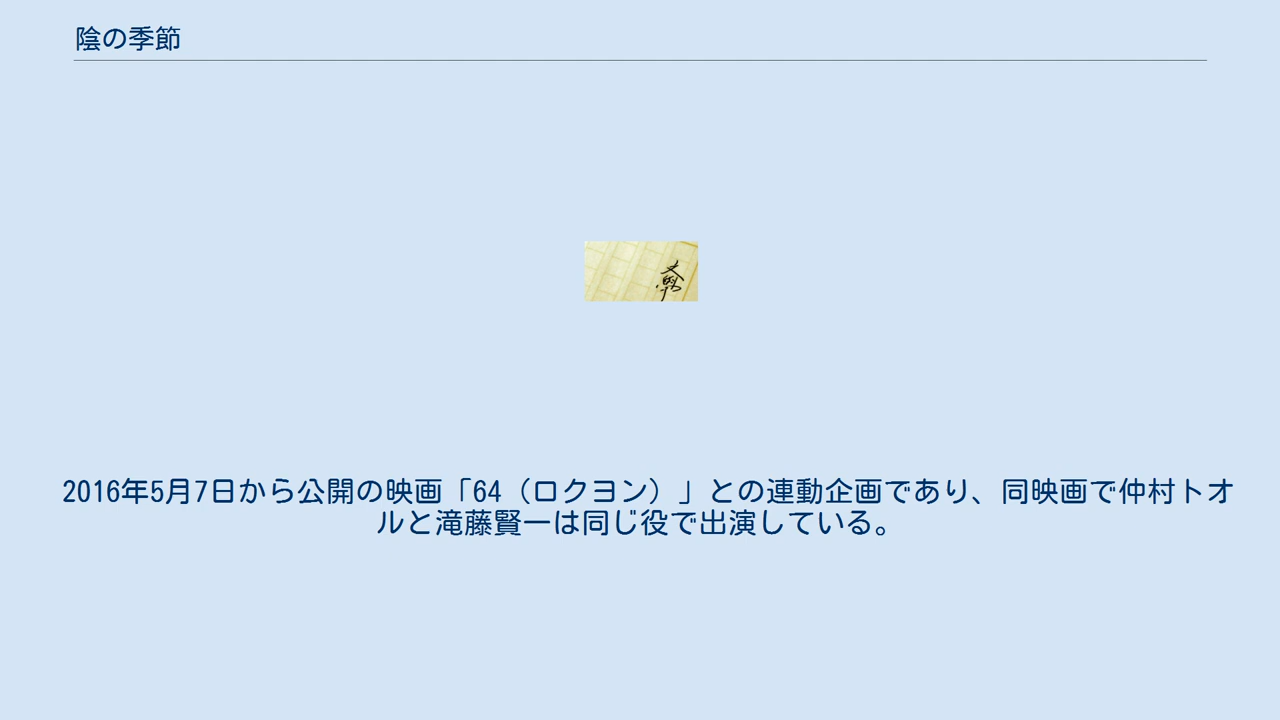 陰の季節
2016年5月7日から公開の映画「64（ロクヨン）」との連動企画であり、同映画で仲村トオ
ルと滝藤賢一は同じ役で出演している。